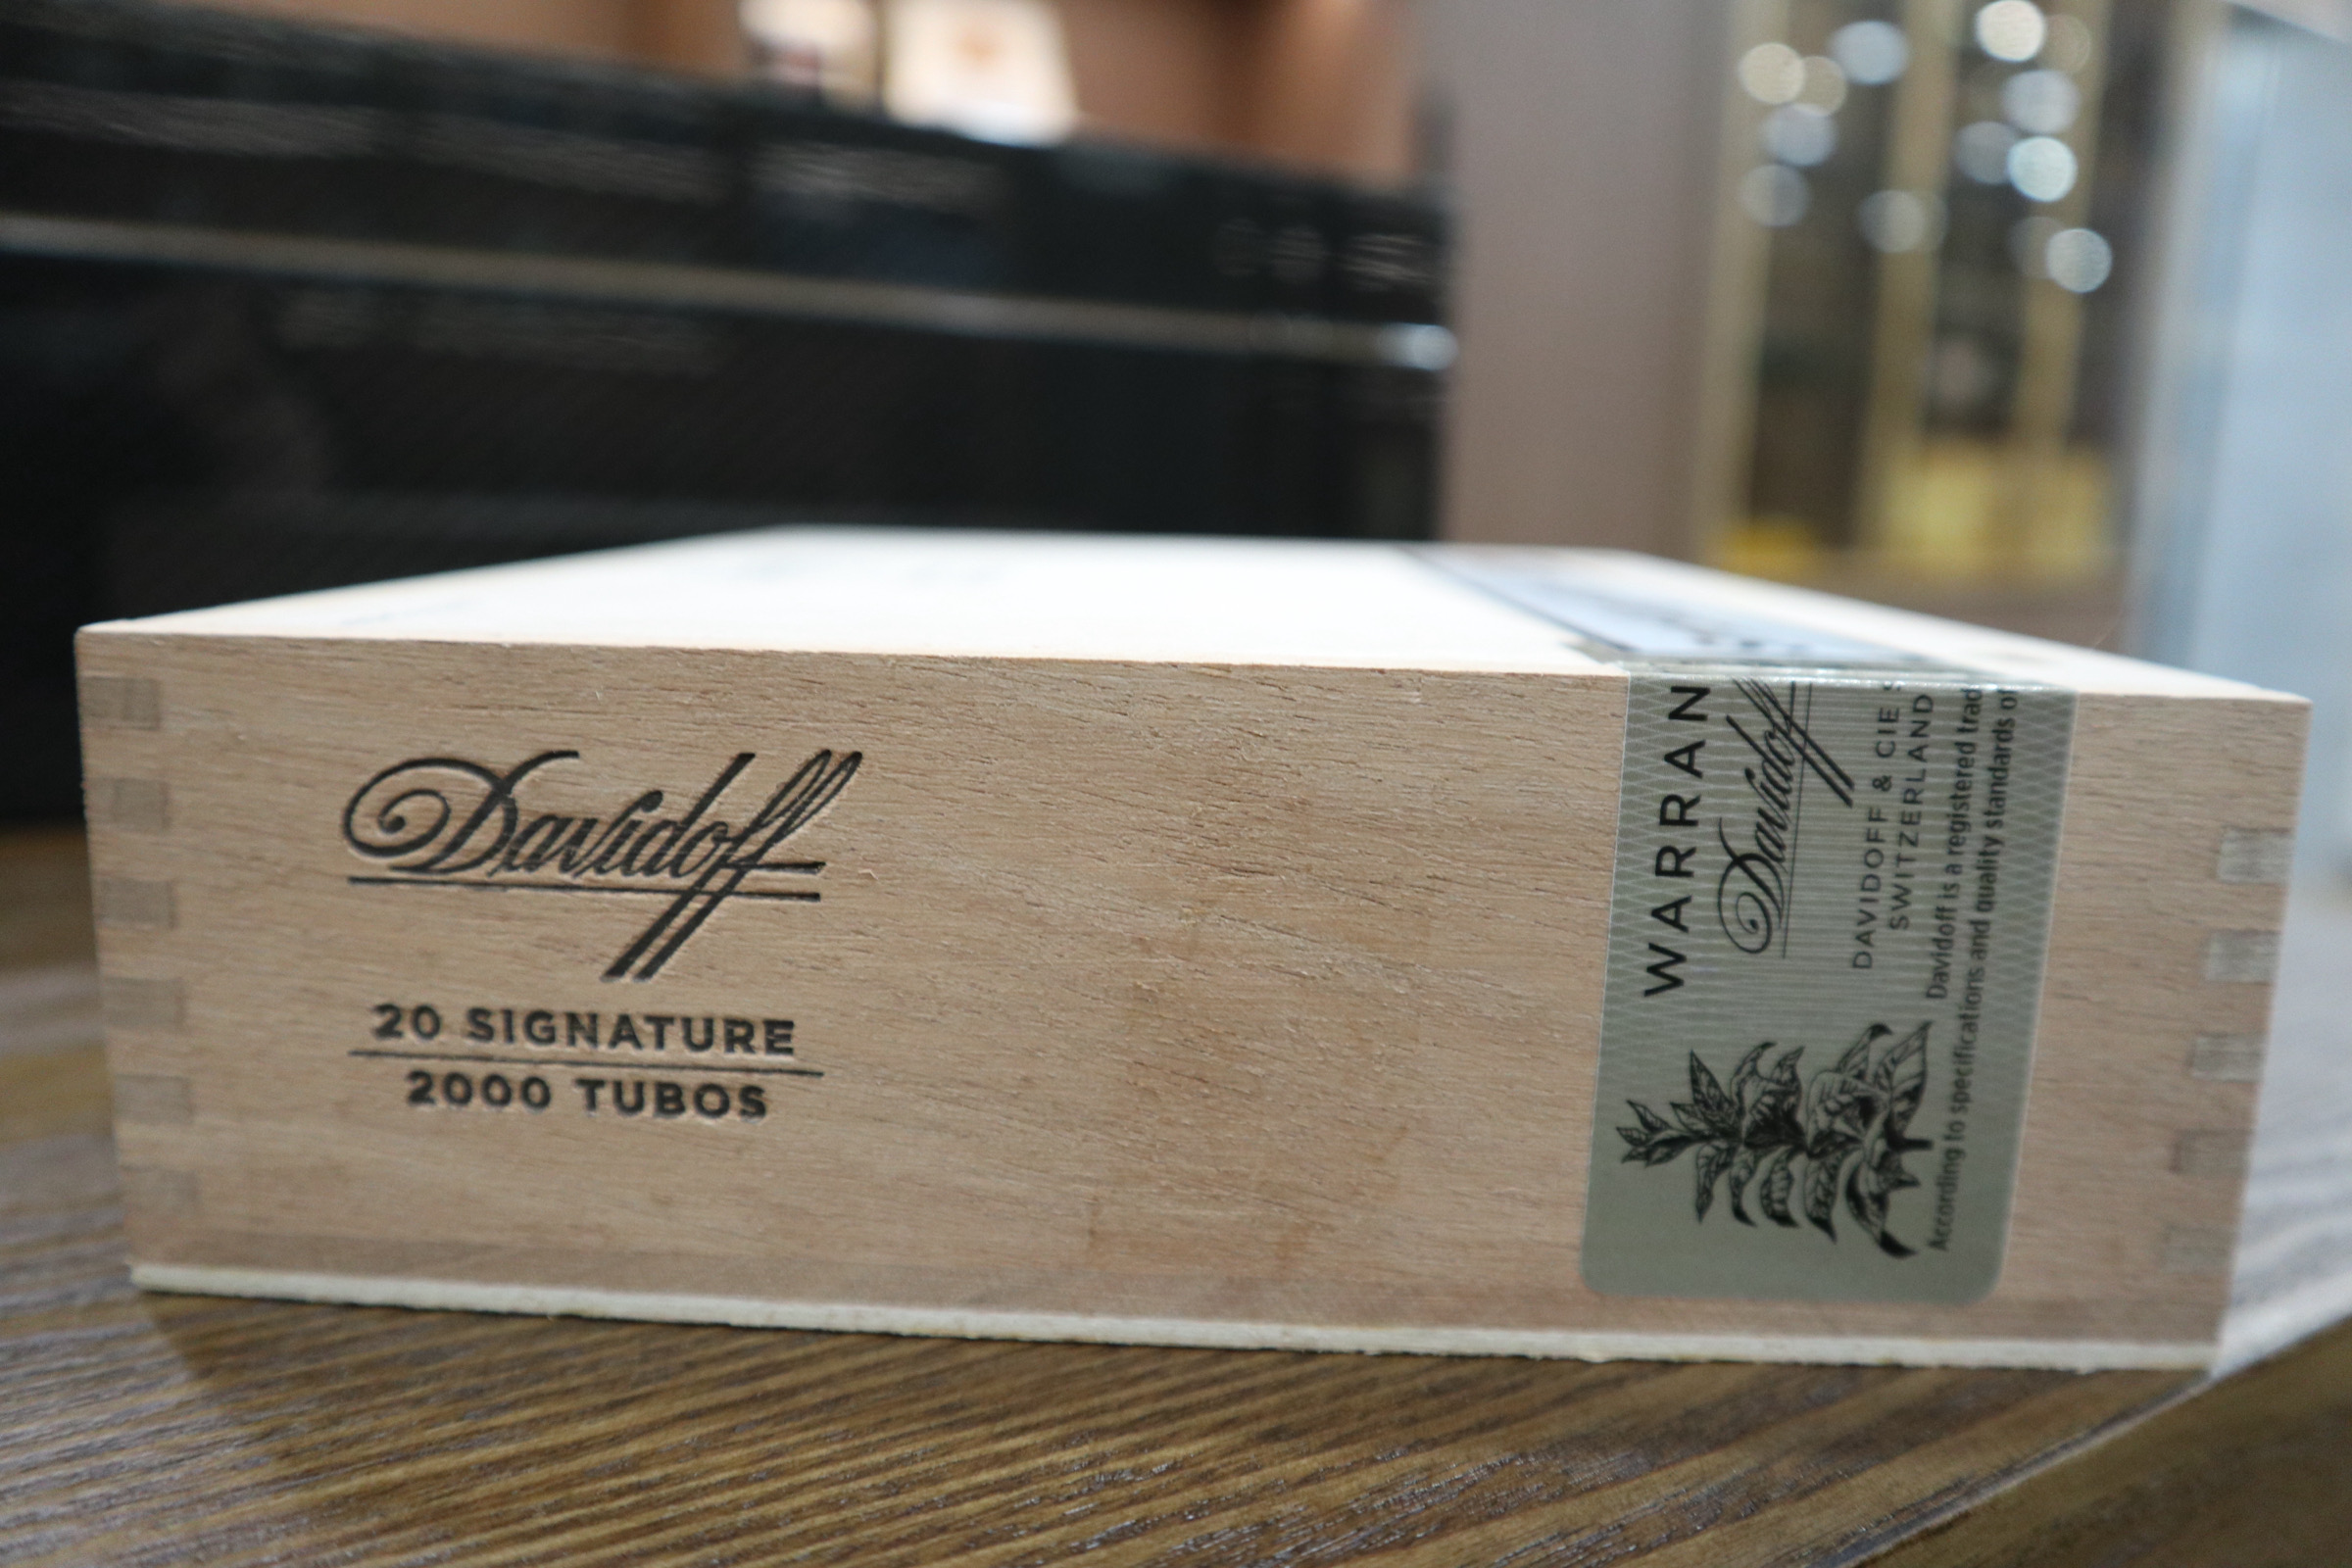 Davidoff
20 SIGNATURE
2000 TUBOS
WARRAN
Davidoff
DAVIDOFF & CIE
SWITZERLAND
Davidoff is a registered trad
According to specifications and quality standards of